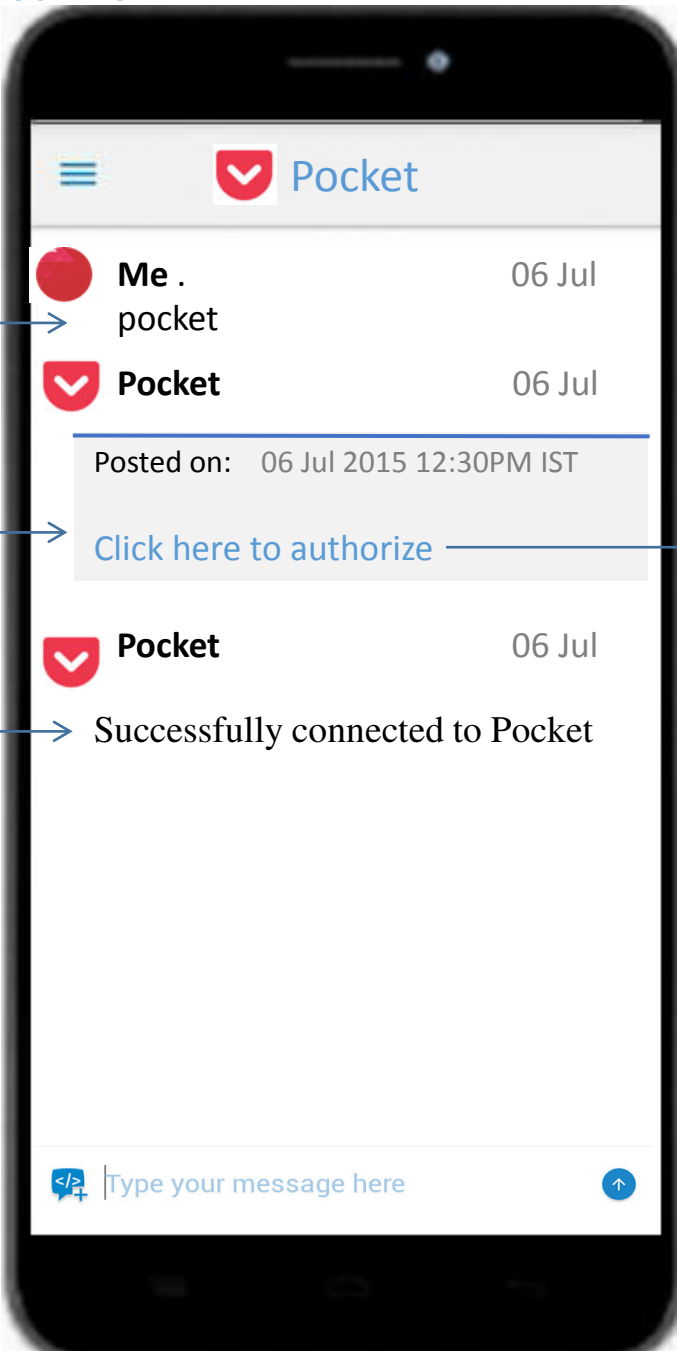 Pocket
Me . 06 Jul
pocket
Pocket 06 Jul
Posted on: 06 Jul 2015 12:30PM IST
Click here to authorize
Pocket 06 Jul
Successfully connected to Pocket
Type your message here